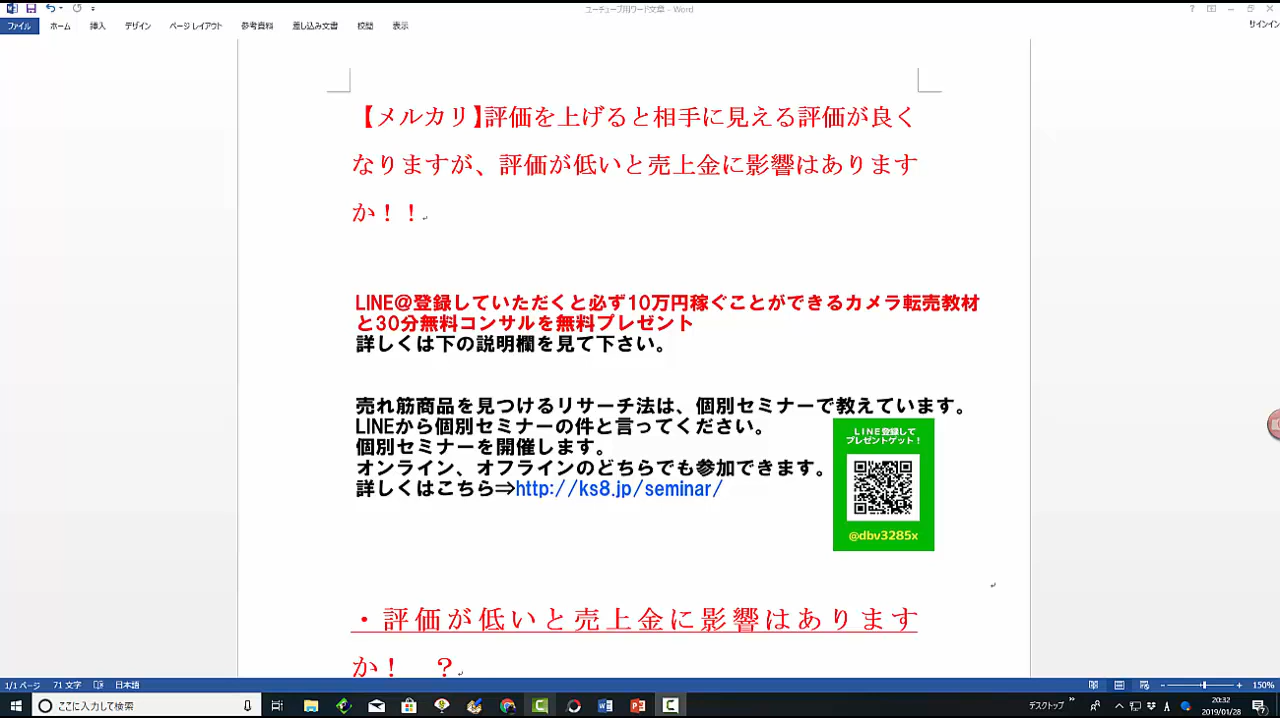 ユーチューブ用ワード文章 - Word
ファイル ホーム 挿入 デザイン ページ レイアウト 参考資料 差し込み文書 校閲 表示
サインイン
【メルカリ】評価を上げると相手に見える評価が良く
なりますが、評価が低いと売上金に影響はあります
か！！
LINE@登録していただくと必ず10万円稼ぐことができるカメラ転売教材
と30分無料コンサルを無料プレゼント
詳しくは下の説明欄を見て下さい。
売れ筋商品を見つけるリサーチ法は、個別セミナーで教えています。
LINEから個別セミナーの件と言ってください。
個別セミナーを開催します。
オンライン、オフラインのどちらでも参加できます。
詳しくはこちら⇒http://ks8.jp/seminar/
LINE登録して
プレゼントゲット！
@dbv3285x
・評価が低いと売上金に影響はあります
か！　？
1/1 ページ 71 文字 日本語
150%
ここに入力して検索
デスクトップ
A
20:32
2019/01/28